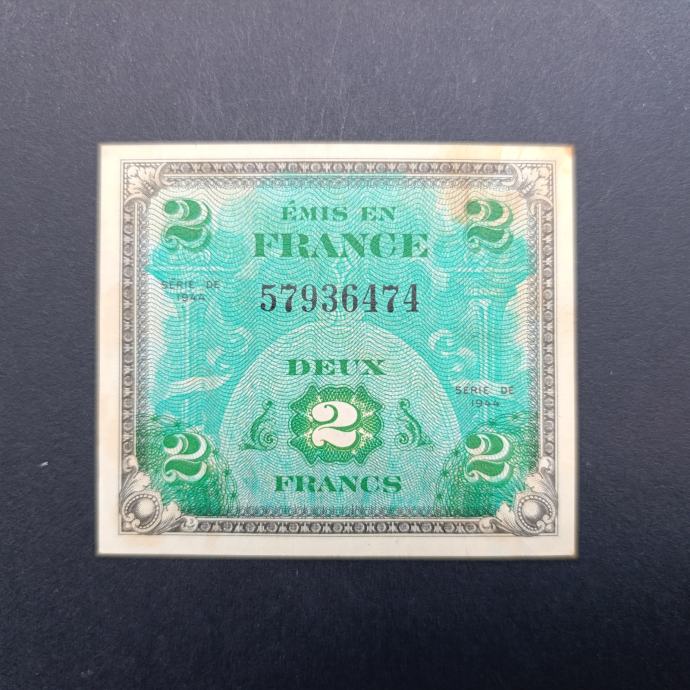 2 ÉMIS EN 2
FRANCE
SÉRIE DE
1944
57936474
DEUX
SÉRIE DE
1944
2
2 2
FRANCS